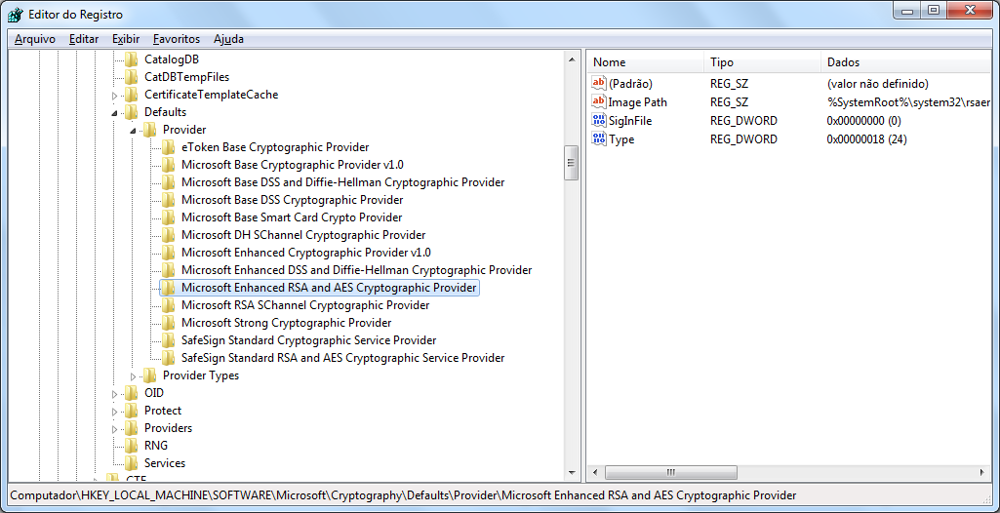 Editor do Registro
Arquivo Editar Exibir Favoritos Ajuda
CatalogDB
CatDBTempFiles
CertificateTemplateCache
Defaults
Provider
eToken Base Cryptographic Provider
Microsoft Base Cryptographic Provider v1.0
Microsoft Base DSS and Diffie-Hellman Cryptographic Provider
Microsoft Base DSS Cryptographic Provider
Microsoft Base Smart Card Crypto Provider
Microsoft DH SChannel Cryptographic Provider
Microsoft Enhanced Cryptographic Provider v1.0
Microsoft Enhanced DSS and Diffie-Hellman Cryptographic Provider
Microsoft Enhanced RSA and AES Cryptographic Provider
Microsoft RSA SChannel Cryptographic Provider
Microsoft Strong Cryptographic Provider
SafeSign Standard Cryptographic Service Provider
SafeSign Standard RSA and AES Cryptographic Service Provider
Provider Types
OID
Protect
Providers
RNG
Services
CTF
Nome Tipo Dados
(Padrão) REG_SZ (valor não definido)
Image Path REG_SZ %SystemRoot%\system32\rsaen
SigInFile REG_DWORD 0x00000000 (0)
Type REG_DWORD 0x00000018 (24)
Computador\HKEY_LOCAL_MACHINE\SOFTWARE\Microsoft\Cryptography\Defaults\Provider\Microsoft Enhanced RSA and AES Cryptographic Provider